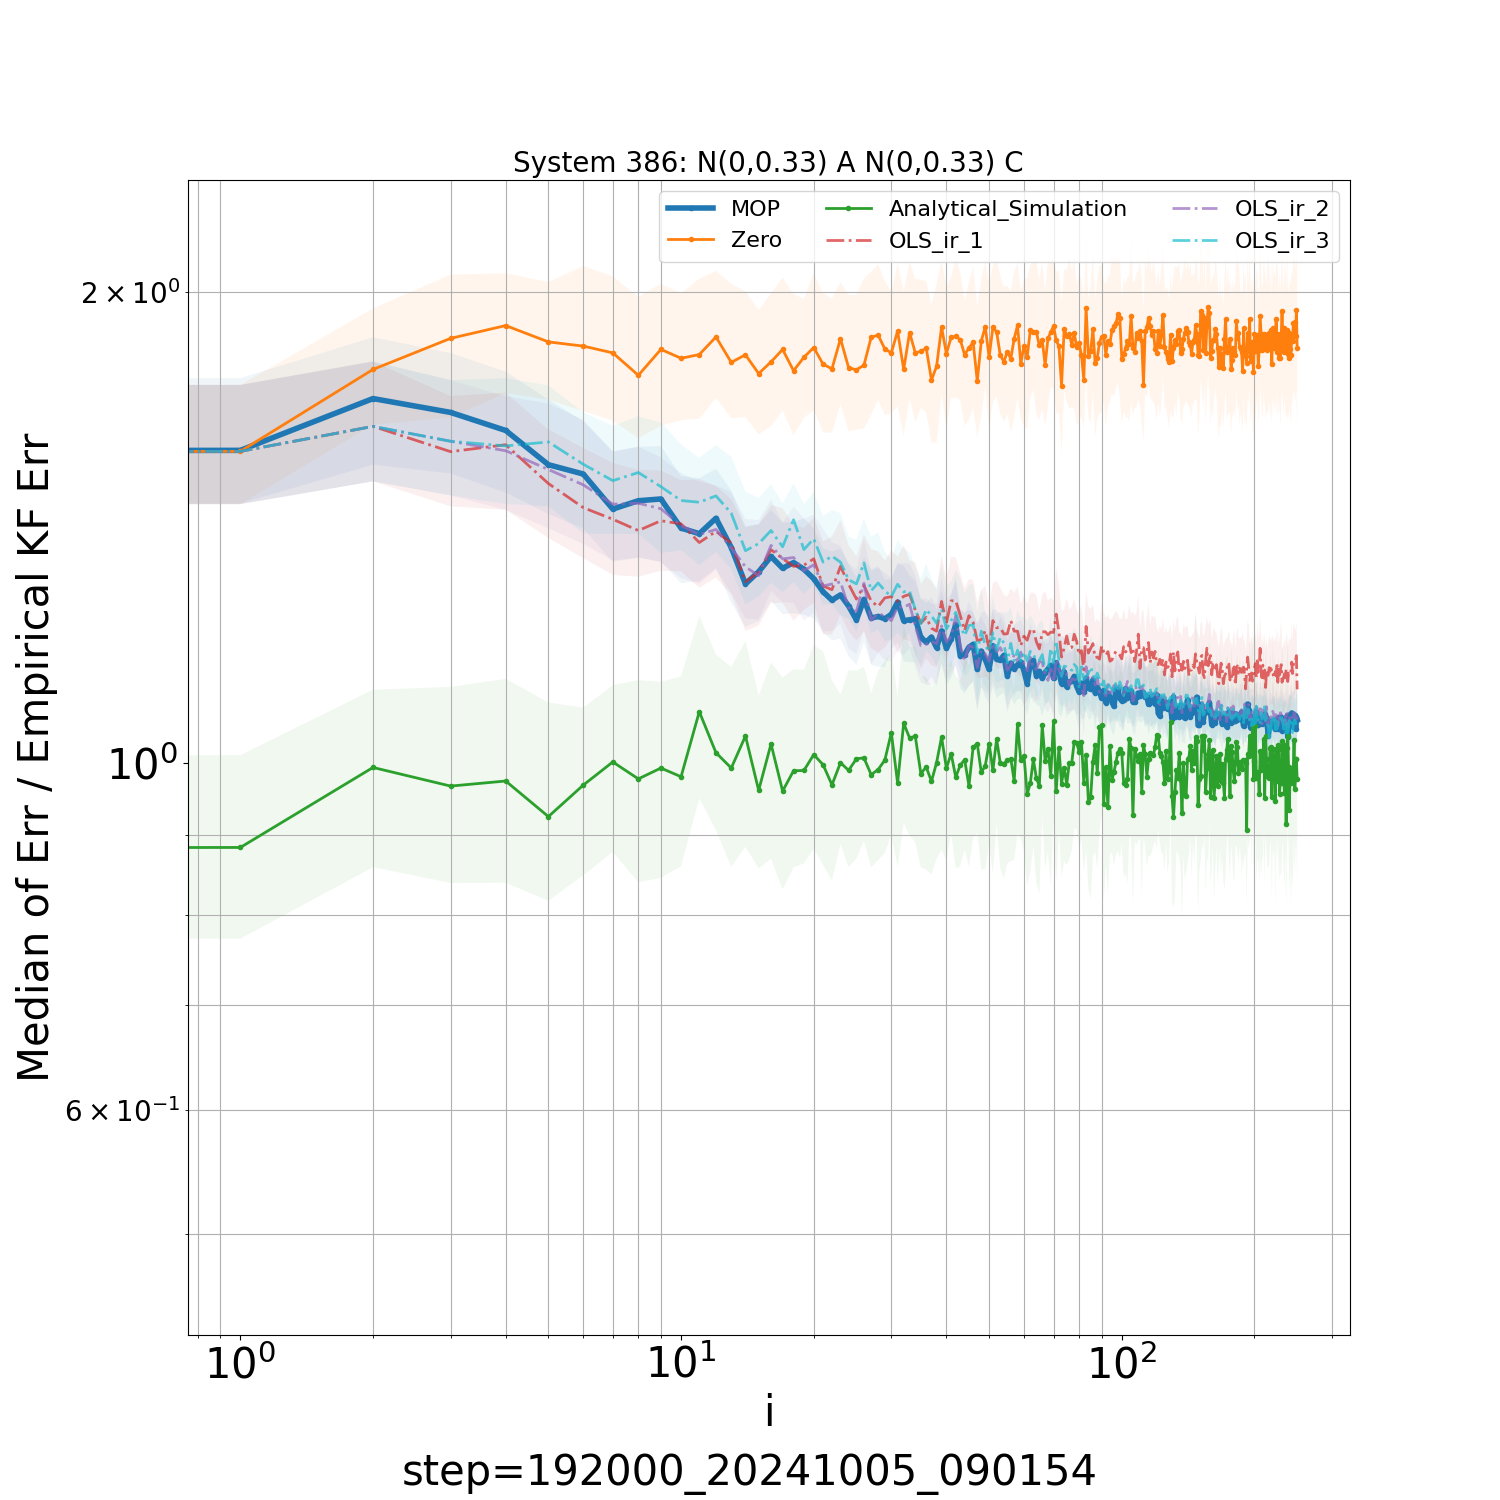 System 386: N(0,0.33) A N(0,0.33) C
MOP
Zero
Analytical_Simulation
OLS_ir_1
OLS_ir_2
OLS_ir_3
2 × 10⁰
10⁰
6 × 10⁻¹
Median of Err / Empirical KF Err
10⁰ 10¹ 10²
i
step=192000_20241005_090154